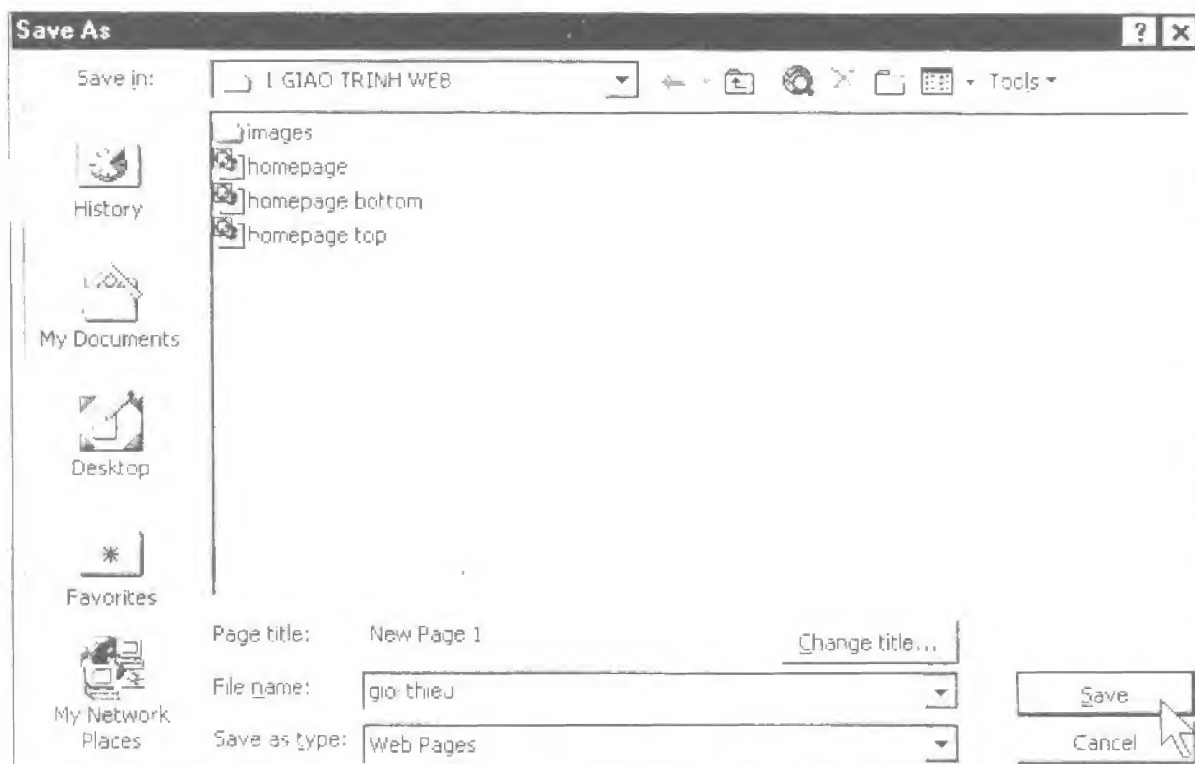 Save As
Save in:
1 GIAO TRINH WEB
Tools
images
homepage
homepage bottom
homepage top
History
My Documents
Desktop
Favorites
My Network
Places
Page title:
New Page 1
Change title...
File name:
gioi thieu
Save
Save as type:
Web Pages
Cancel